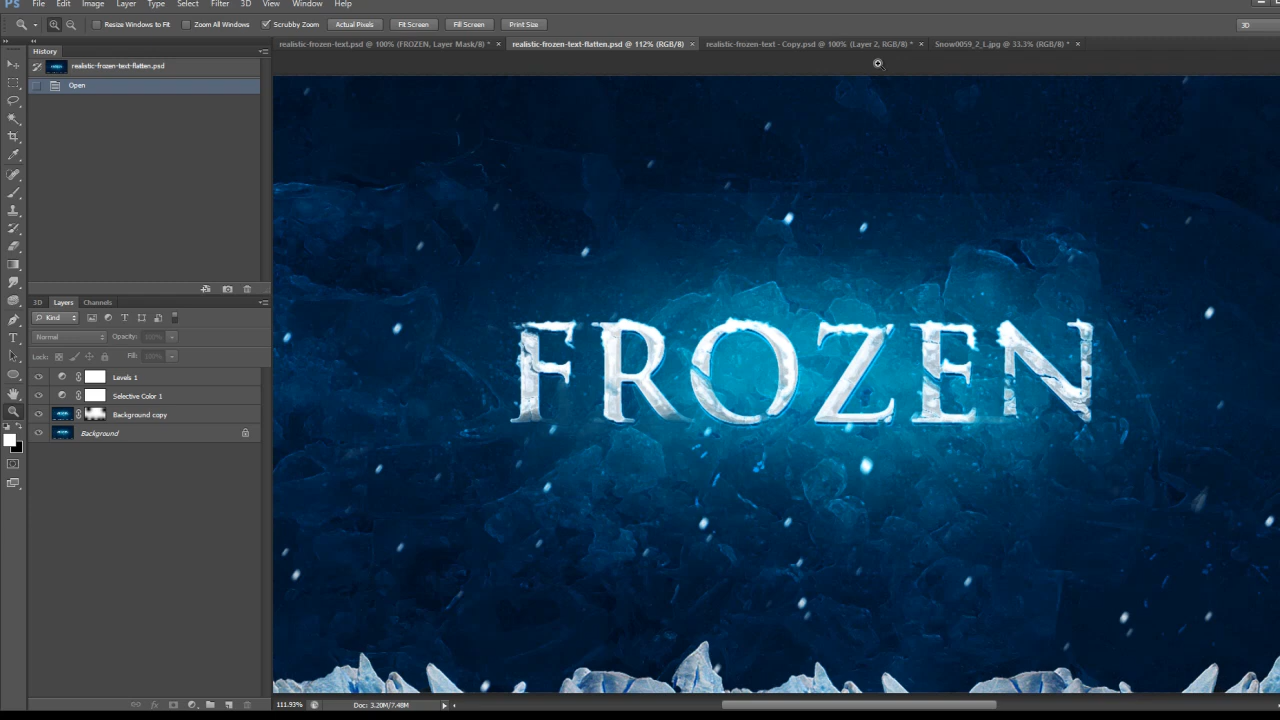 Ps File Edit Image Layer Type Select Filter 3D View Window Help
Resize Windows to Fit Zoom All Windows Scrubby Zoom Actual Pixels Fit Screen Fill Screen Print Size 3D
realistic-frozen-text.psd @ 100% (FROZEN, Layer Mask/8) * × realistic-frozen-text-flatten.psd @ 112% (RGB/8) × realistic-frozen-text - Copy.psd @ 100% (Layer 2, RGB/8) * × Snow0059_2_L.jpg @ 33.3% (RGB/8) * ×
History
realistic-frozen-text-flatten.psd
Open
3D Layers Channels
Kind
Normal Opacity: 100%
Lock: Fill: 100%
Levels 1
Selective Color 1
Background copy
Background
FROZEN
111.93% Doc: 3.20M/7.48M